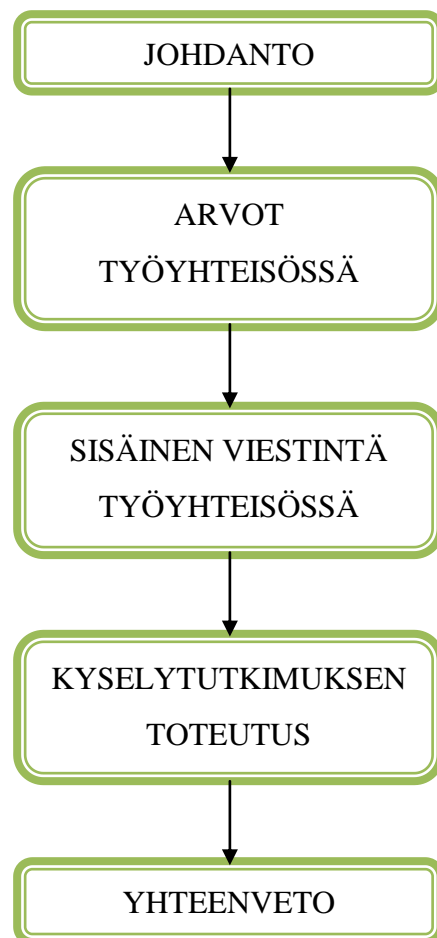 JOHDANTO
ARVOT
TYÖYHTEISÖSSÄ
SISÄINEN VIESTINTÄ
TYÖYHTEISÖSSÄ
KYSELYTUTKIMUKSEN
TOTEUTUS
YHTEENVETO